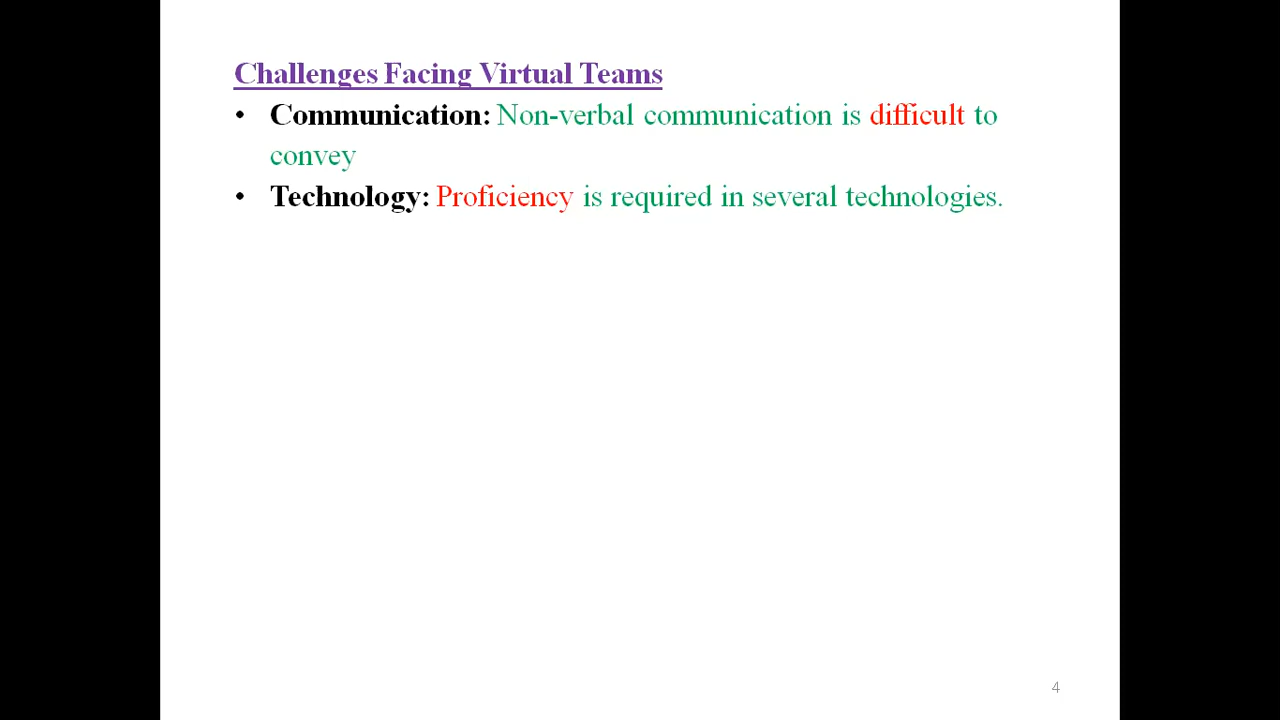 Challenges Facing Virtual Teams
• Communication: Non-verbal communication is difficult to
convey
• Technology: Proficiency is required in several technologies.
4